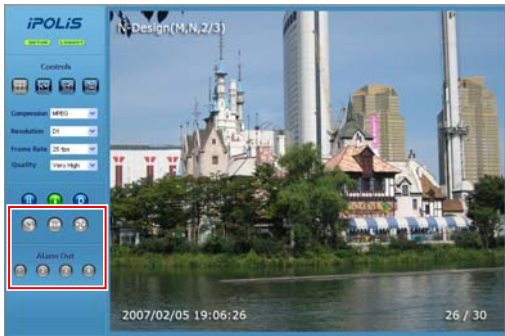 iPOLiS
SETUP LOGOUT
Controls
Compression MPEG
Resolution D1
Frame Rate 25 fps
Quality Very High
Alarm Out
N-Design(M,N,2/3)
2007/02/05 19:06:26
26 / 30